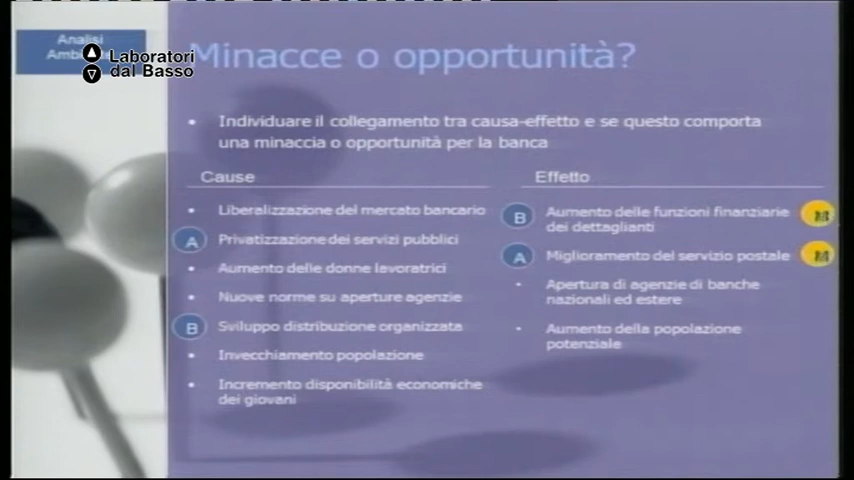 Analisi
Laboratori
dal Basso
Minacce o opportunità?
• Individuare il collegamento tra causa-effetto e se questo comporta
una minaccia o opportunità per la banca
Cause
• Liberalizzazione del mercato bancario
A Privatizzazione dei servizi pubblici
• Aumento delle donne lavoratrici
• Nuove norme su aperture agenzie
B Sviluppo distribuzione organizzata
• Invecchiamento popolazione
• Incremento disponibilità economiche
dei giovani
Effetto
B Aumento delle funzioni finanziarie
dei dettaglianti
A Miglioramento del servizio postale
• Apertura di agenzie di banche
nazionali ed estere
• Aumento della popolazione
potenziale